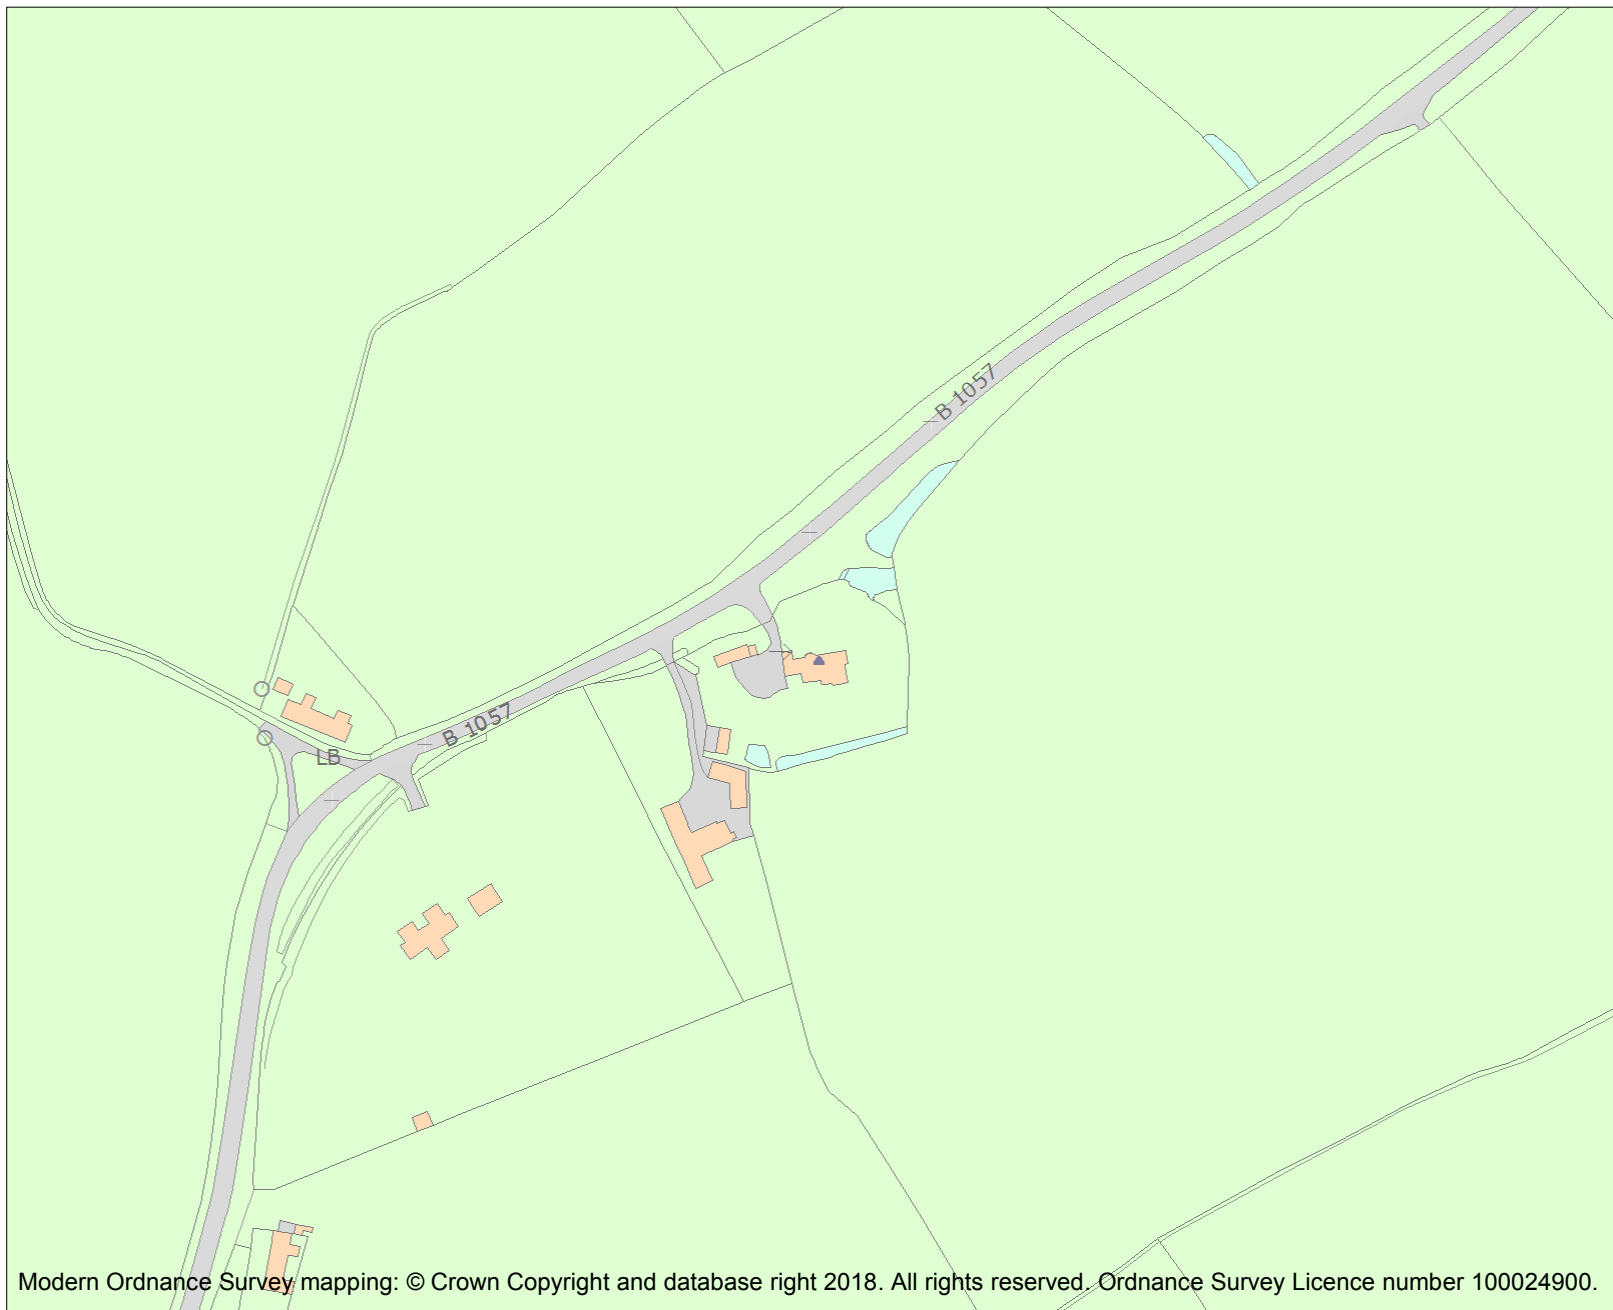 B 1057
B 1057
LB
Modern Ordnance Survey mapping: © Crown Copyright and database right 2018. All rights reserved. Ordnance Survey Licence number 100024900.